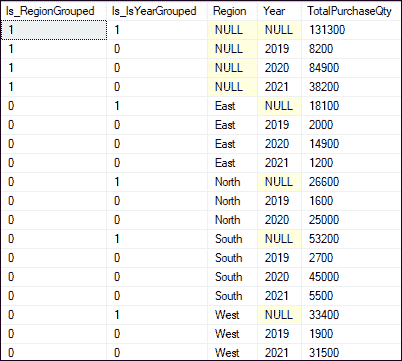 Is_RegionGrouped Is_IsYearGrouped Region Year TotalPurchaseQty
1 1 NULL NULL 131300
1 0 NULL 2019 8200
1 0 NULL 2020 84900
1 0 NULL 2021 38200
0 1 East NULL 18100
0 0 East 2019 2000
0 0 East 2020 14900
0 0 East 2021 1200
0 1 North NULL 26600
0 0 North 2019 1600
0 0 North 2020 25000
0 1 South NULL 53200
0 0 South 2019 2700
0 0 South 2020 45000
0 0 South 2021 5500
0 1 West NULL 33400
0 0 West 2019 1900
0 0 West 2021 31500